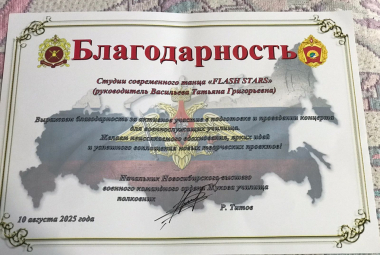 Благодарность
Студии современного танца «FLASH STARS»
(руководитель Васильева Татьяна Григорьевна)
Выражаем благодарность за активное участие в подготовке и проведении концерта
для военнослужащих училища.
Желаем неиссякаемого вдохновения, ярких идей
и успешного воплощения новых творческих проектов!
Начальник Новосибирского высшего
военного командного ордена Жукова училища
полковник
Р. Титов
10 августа 2025 года